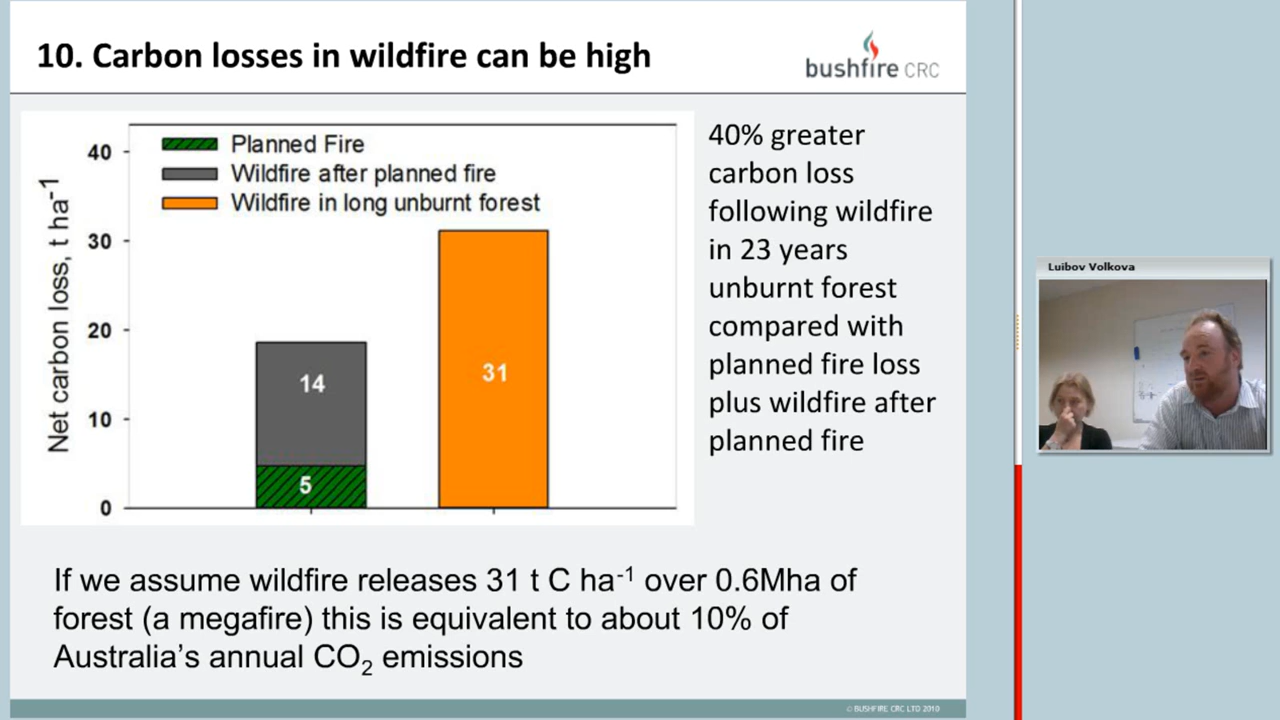 10. Carbon losses in wildfire can be high
bushfire CRC
Net carbon loss, t ha⁻¹
40
30
20
10
0
Planned Fire
Wildfire after planned fire
Wildfire in long unburnt forest
14
5
31
40% greater
carbon loss
following wildfire
in 23 years
unburnt forest
compared with
planned fire loss
plus wildfire after
planned fire
If we assume wildfire releases 31 t C ha⁻¹ over 0.6Mha of
forest (a megafire) this is equivalent to about 10% of
Australia’s annual CO₂ emissions
© BUSHFIRE CRC LTD 2010
Luibov Volkova